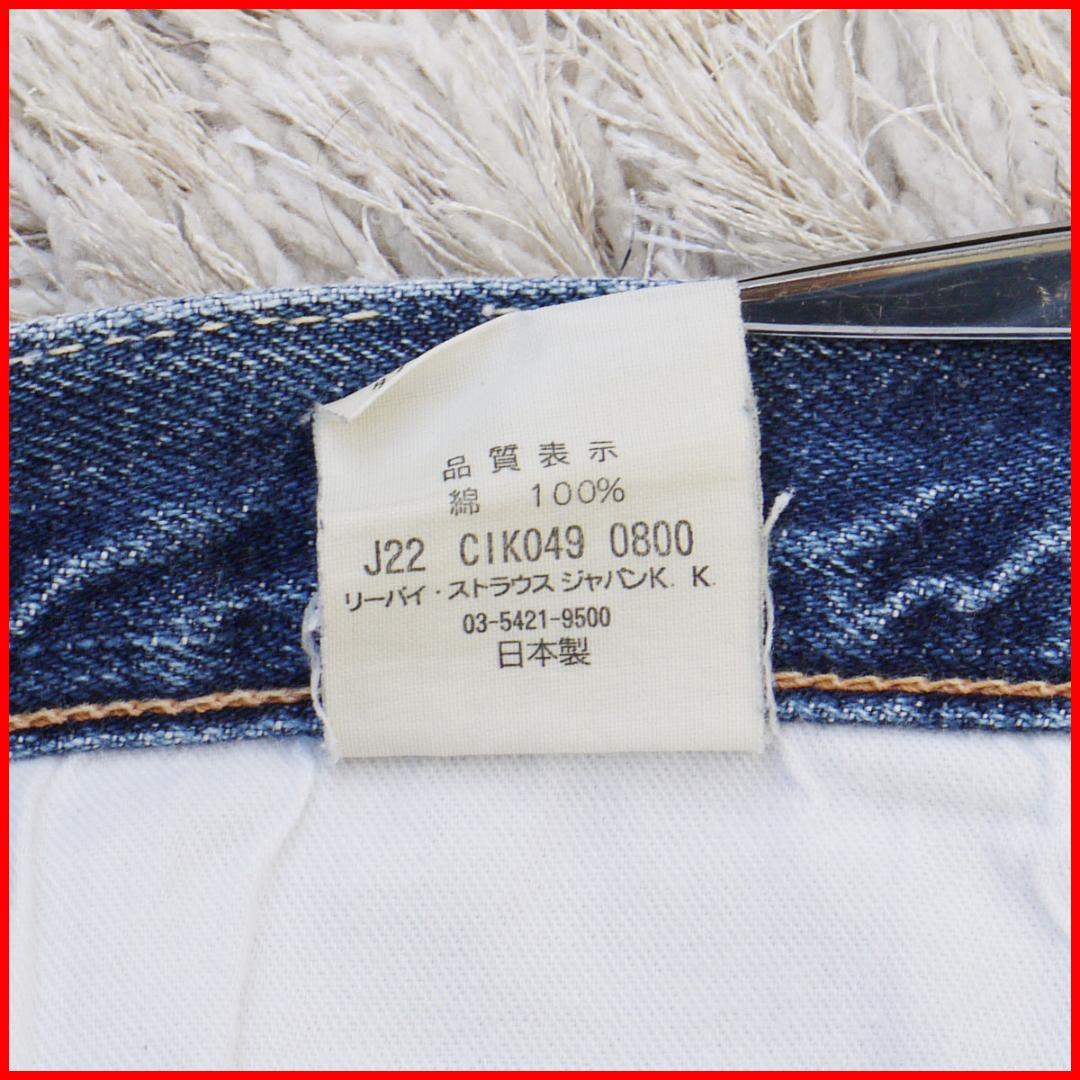 品質表示
綿 100%
J22 CIK049 0800
リーバイ・ストラウス ジャパンK. K.
03-5421-9500
日本製